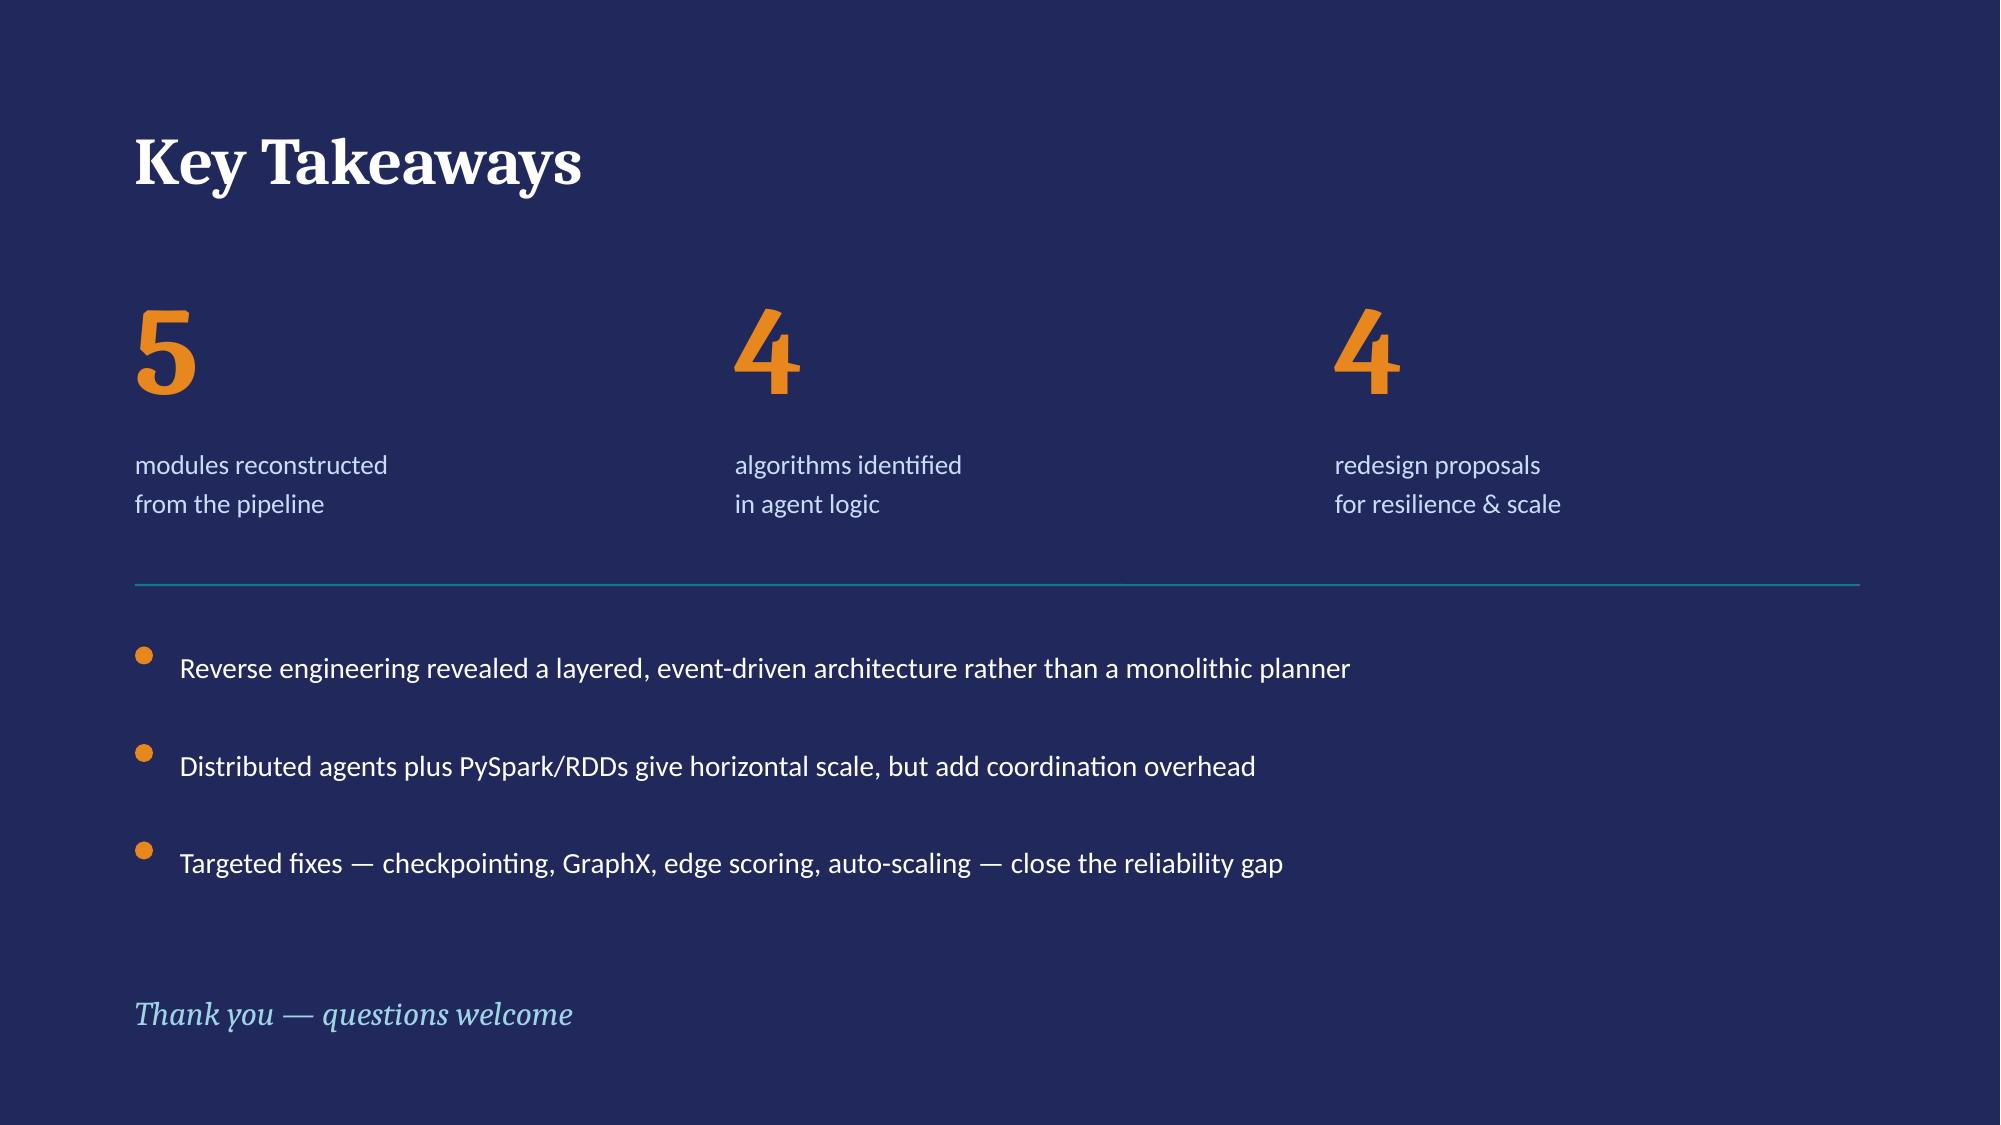 Key Takeaways
5
4
4
modules reconstructed
from the pipeline
algorithms identified
in agent logic
redesign proposals
for resilience & scale
Reverse engineering revealed a layered, event-driven architecture rather than a monolithic planner
Distributed agents plus PySpark/RDDs give horizontal scale, but add coordination overhead
Targeted fixes — checkpointing, GraphX, edge scoring, auto-scaling — close the reliability gap
Thank you — questions welcome